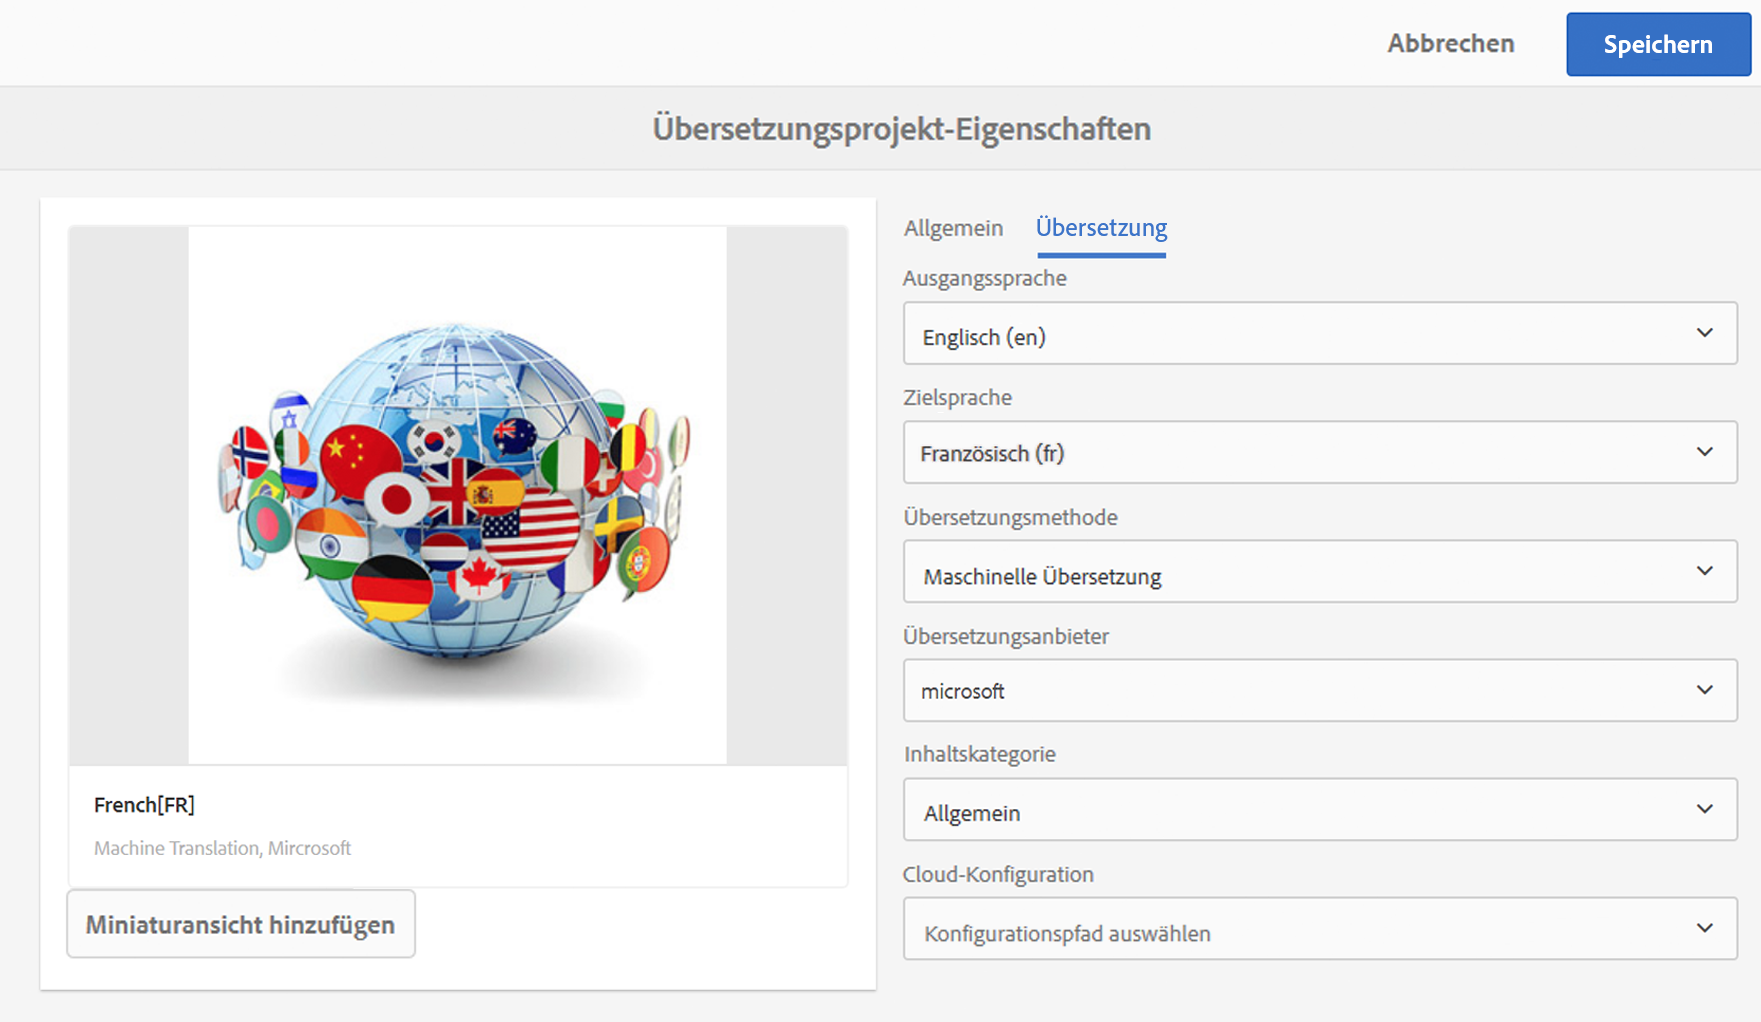 Abbrechen
Speichern
Übersetzungsprojekt-Eigenschaften
French[FR]
Machine Translation, Mircrosoft
Miniaturansicht hinzufügen
Allgemein
Übersetzung
Ausgangssprache
Englisch (en)
Zielsprache
Französisch (fr)
Übersetzungsmethode
Maschinelle Übersetzung
Übersetzungsanbieter
microsoft
Inhaltskategorie
Allgemein
Cloud-Konfiguration
Konfigurationspfad auswählen